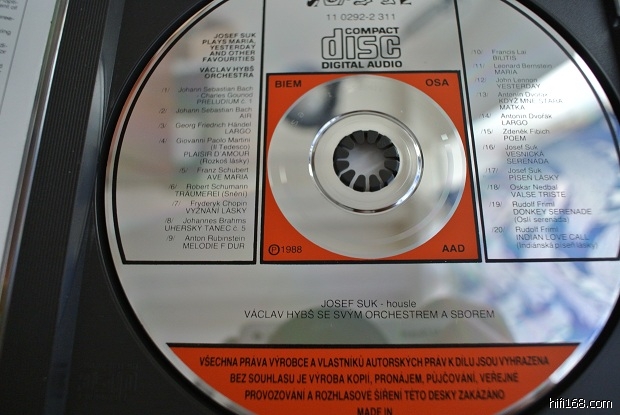 11 0292-2 311
COMPACT
disc
DIGITAL AUDIO
JOSEF SUK
PLAYS MARIA,
YESTERDAY
AND OTHER
FAVOURITES
VÁCLAV HYBŠ
ORCHESTRA
/1/ Johann Sebastian Bach
- Charles Gounod
PRELUDIUM č. 1
/2/ Johann Sebastian Bach
AIR
/3/ Georg Friedrich Händel
LARGO
/4/ Giovanni Paolo Martini
(Il Tedesco)
PLAISIR D'AMOUR
(Rozkoš lásky)
/5/ Franz Schubert
AVE MARIA
/6/ Robert Schumann
TRÄUMEREI (Snění)
/7/ Fryderyk Chopin
VYZNÁNÍ LÁSKY
/8/ Johannes Brahms
UHERSKÝ TANEC č. 5
/9/ Anton Rubinstein
MELODIE F DUR
BIEM OSA
Ⓟ1988 AAD
/10/ Francis Lai
BILITIS
/11/ Leonard Bernstein
MARIA
/12/ John Lennon
YESTERDAY
/13/ Antonín Dvořák
KDYŽ MNE STARÁ
MATKA
/14/ Antonín Dvořák
LARGO
/15/ Zdeněk Fibich
POEM
/16/ Josef Suk
VESNICKÁ
SERENÁDA
/17/ Josef Suk
PÍSEŇ LÁSKY
/18/ Oskar Nedbal
VALSE TRISTE
/19/ Rudolf Friml
DONKEY SERENADE
(Oslí serenáda)
/20/ Rudolf Friml
INDIAN LOVE CALL
(Indiánská píseň lásky)
JOSEF SUK - housle
VÁCLAV HYBŠ SE SVÝM ORCHESTREM A SBOREM
VŠECHNA PRÁVA VÝROBCE A VLASTNÍKŮ AUTORSKÝCH PRÁV K DÍLU JSOU VYHRAZENA
BEZ SOUHLASU JE VÝROBA KOPIÍ, PRONÁJEM, PŮJČOVÁNÍ, VEŘEJNÉ
PROVOZOVÁNÍ A ROZHLASOVÉ ŠÍŘENÍ TÉTO DESKY ZAKÁZÁNO
MADE IN
hifi168.com